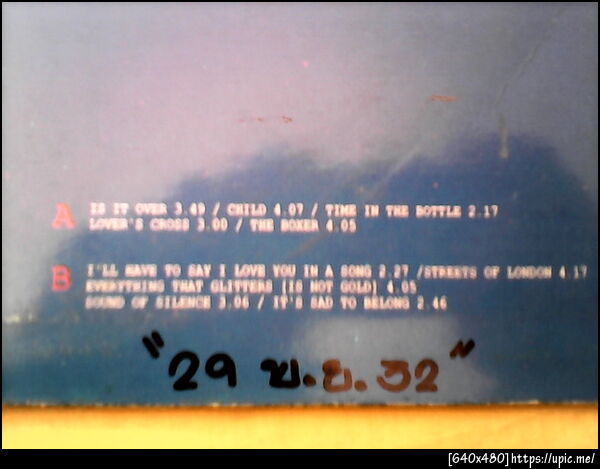 A IS IT OVER 3.49 / CHILD 4.07 / TIME IN THE BOTTLE 2.17
LOVER'S CROSS 3.00 / THE BOXER 4.05
B I'LL HAVE TO SAY I LOVE YOU IN A SONG 2.27 /STREETS OF LONDON 4.17
EVERYTHING THAT GLITTERS [IS NOT GOLD] 4.05
SOUND OF SILENCE 3.06 / IT'S SAD TO BELONG 2.46
"29 พ.ย. 32"
[640x480]https://upic.me/